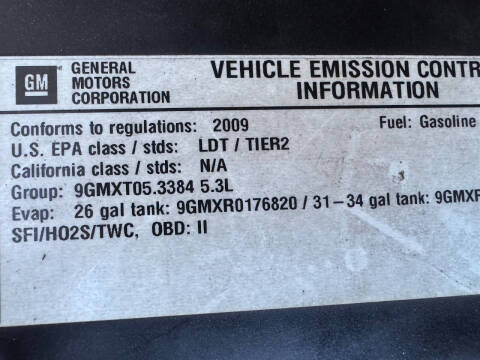 GM
GENERAL
MOTORS
CORPORATION
VEHICLE EMISSION CONTR
INFORMATION
Conforms to regulations: 2009
Fuel: Gasoline
U.S. EPA class / stds: LDT / TIER2
California class / stds: N/A
Group: 9GMXT05.3384 5.3L
Evap: 26 gal tank: 9GMXR0176820 / 31-34 gal tank: 9GMXR
SFI/HO2S/TWC, OBD: II